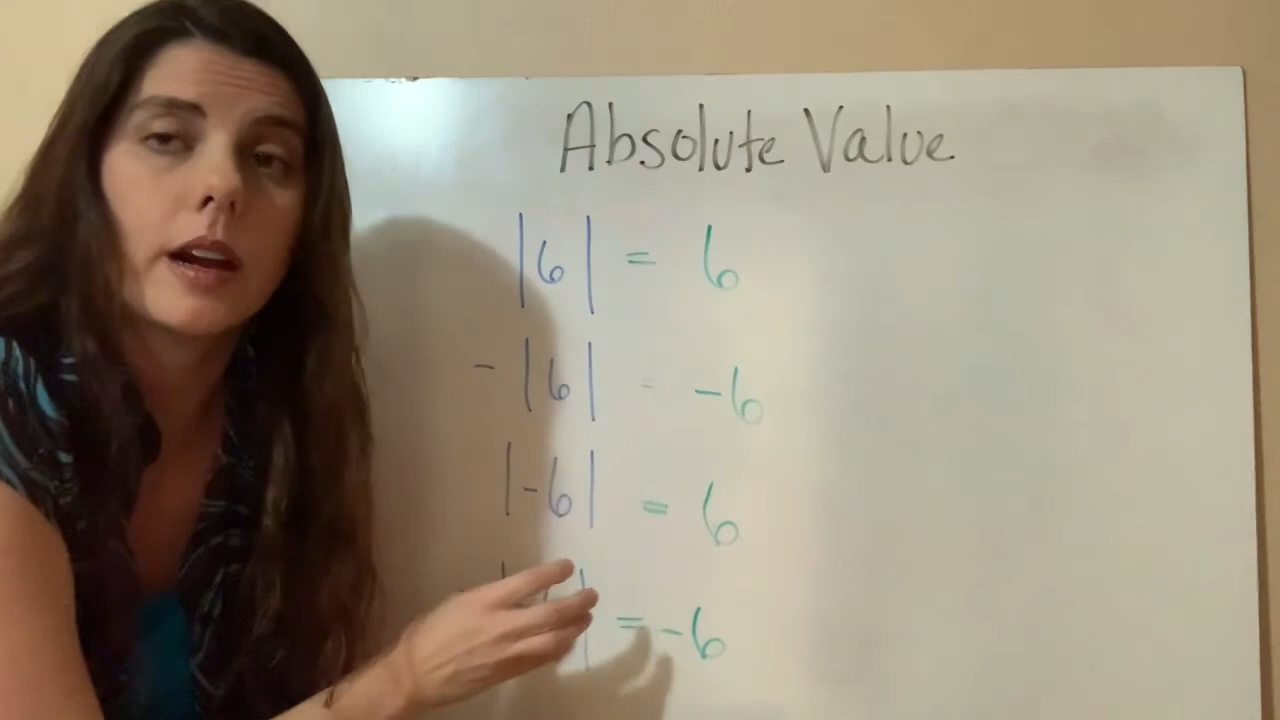 Absolute Value
|6| = 6
- |6| = -6
|-6| = 6
= -6